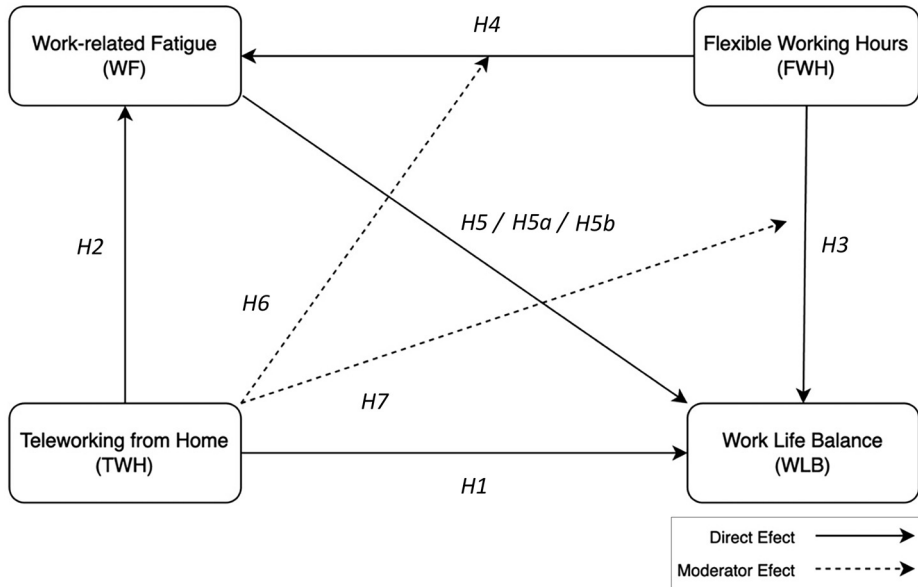 H4
Work-related Fatigue
(WF)
Flexible Working Hours
(FWH)
H5 / H5a / H5b
H2
H3
H6
H7
Teleworking from Home
(TWH)
Work Life Balance
(WLB)
H1
Direct Efect
Moderator Efect